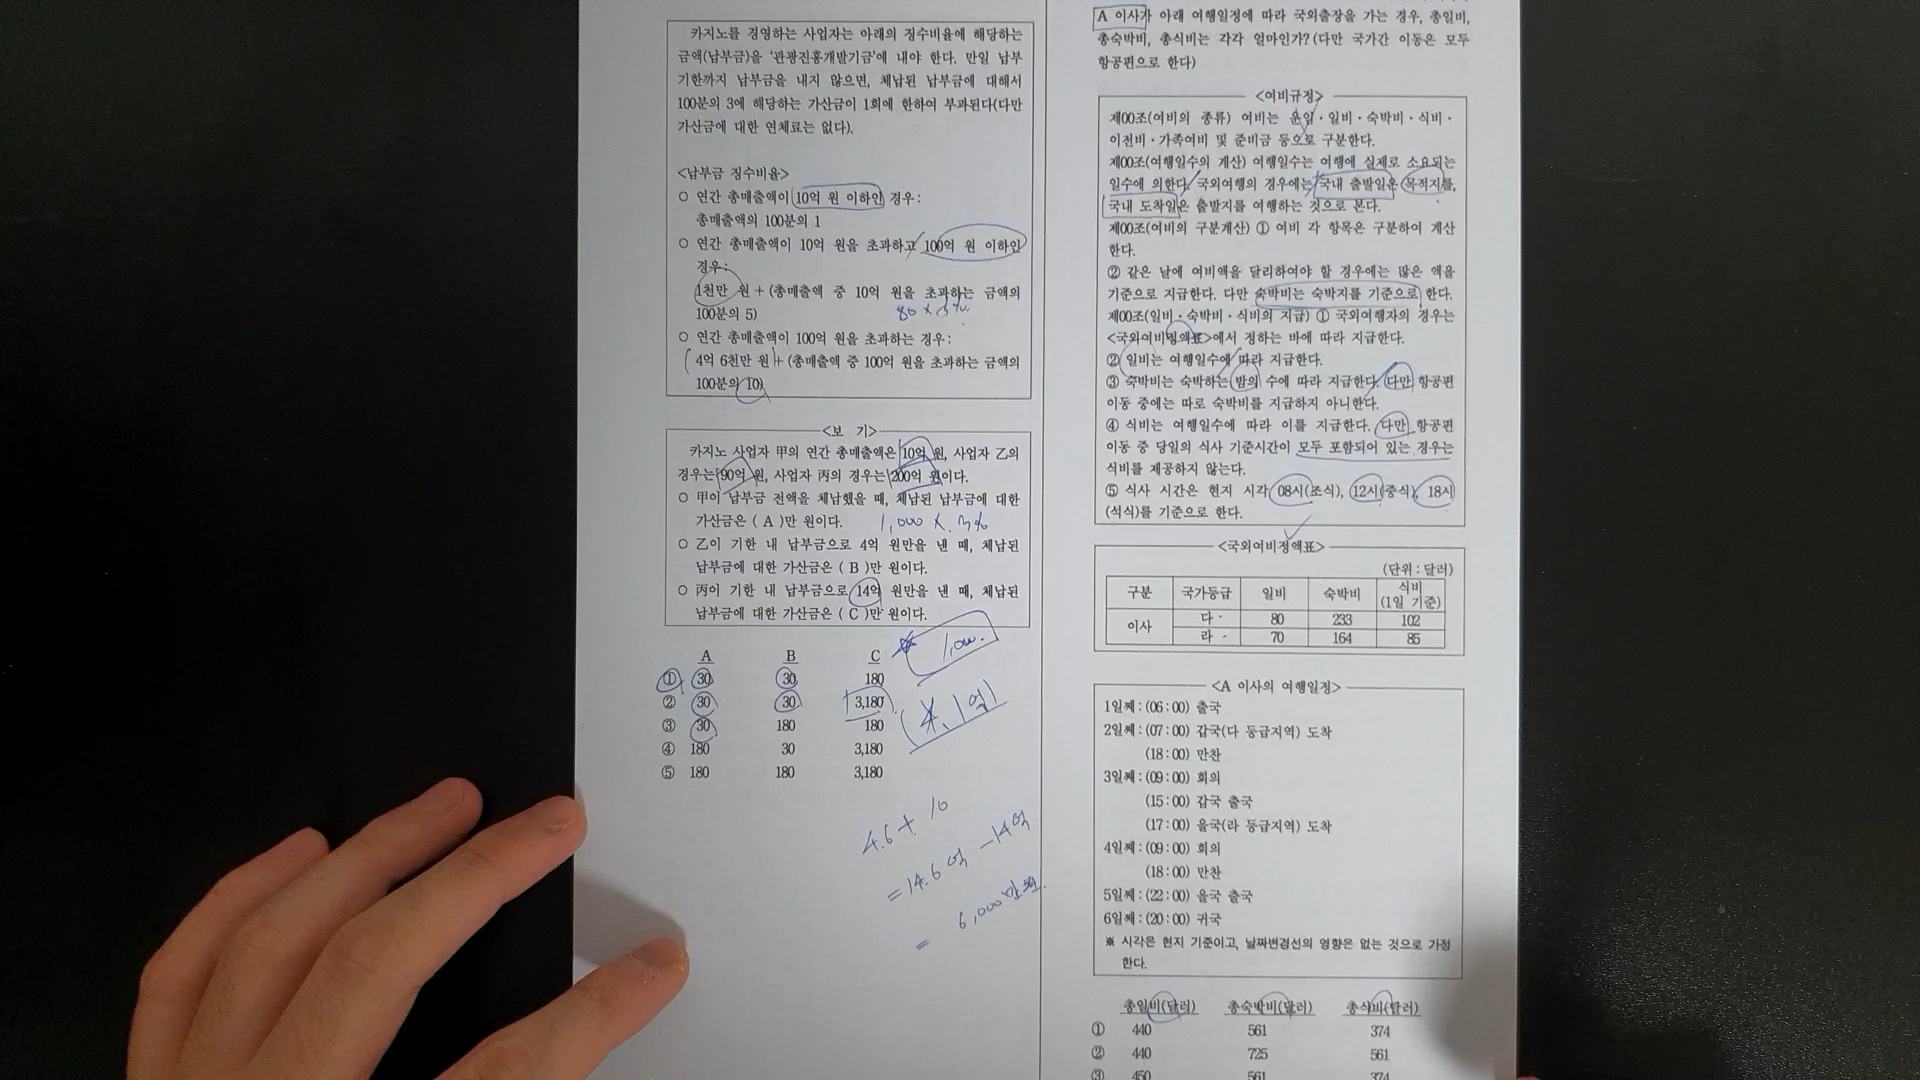 카지노를 경영하는 사업자는 아래의 징수비율에 해당하는
금액(납부금)을 '관광진흥개발기금'에 내야 한다. 만일 납부
기한까지 납부금을 내지 않으면, 체납된 납부금에 대해서
100분의 3에 해당하는 가산금이 1회에 한하여 부과된다(다만
가산금에 대한 연체료는 없다).
<납부금 징수비율>
○ 연간 총매출액이 10억 원 이하인 경우:
총매출액의 100분의 1
○ 연간 총매출액이 10억 원을 초과하고 100억 원 이하인
경우:
1천만 원 + (총매출액 중 10억 원을 초과하는 금액의
100분의 5)
80 × 5%
○ 연간 총매출액이 100억 원을 초과하는 경우:
4억 6천만 원 + (총매출액 중 100억 원을 초과하는 금액의
100분의 10)
<보 기>
카지노 사업자 甲의 연간 총매출액은 10억 원, 사업자 乙의
경우는 90억 원, 사업자 丙의 경우는 200억 원이다.
○ 甲이 납부금 전액을 체납했을 때, 체납된 납부금에 대한
가산금은 ( A )만 원이다.
1,000 × 3%
○ 乙이 기한 내 납부금으로 4억 원만을 낸 때, 체납된
납부금에 대한 가산금은 ( B )만 원이다.
○ 丙이 기한 내 납부금으로 14억 원만을 낸 때, 체납된
납부금에 대한 가산금은 ( C )만 원이다.
1,000.
A B C
① 30 30 180
② 30 30 3,180
③ 30 180 180
④ 180 30 3,180
⑤ 180 180 3,180
4.1억
4.6 + 10
= 14.6억 - 14억
= 6,000만원.
A 이사가 아래 여행일정에 따라 국외출장을 가는 경우, 총일비,
총숙박비, 총식비는 각각 얼마인가? (다만 국가간 이동은 모두
항공편으로 한다)
<여비규정>
제00조(여비의 종류) 여비는 운임·일비·숙박비·식비·
이전비·가족여비 및 준비금 등으로 구분한다.
제00조(여행일수의 계산) 여행일수는 여행에 실제로 소요되는
일수에 의한다. 국외여행의 경우에는 국내 출발일은 목적지를,
국내 도착일은 출발지를 여행하는 것으로 본다.
제00조(여비의 구분계산) ① 여비 각 항목은 구분하여 계산
한다.
② 같은 날에 여비액을 달리하여야 할 경우에는 많은 액을
기준으로 지급한다. 다만 숙박비는 숙박지를 기준으로 한다.
제00조(일비·숙박비·식비의 지급) ① 국외여행자의 경우는
<국외여비정액표>에서 정하는 바에 따라 지급한다.
② 일비는 여행일수에 따라 지급한다.
③ 숙박비는 숙박하는 밤의 수에 따라 지급한다. 다만 항공편
이동 중에는 따로 숙박비를 지급하지 아니한다.
④ 식비는 여행일수에 따라 이를 지급한다. 다만 항공편
이동 중 당일의 식사 기준시간이 모두 포함되어 있는 경우는
식비를 제공하지 않는다.
⑤ 식사 시간은 현지 시각 08시(조식), 12시(중식), 18시
(석식)를 기준으로 한다.
<국외여비정액표>
(단위 : 달러)
구분 국가등급 일비 숙박비 식비(1일 기준)
이사 다 80 233 102
라 70 164 85
<A 이사의 여행일정>
1일째 : (06 : 00) 출국
2일째 : (07 : 00) 갑국(다 등급지역) 도착
(18 : 00) 만찬
3일째 : (09 : 00) 회의
(15 : 00) 갑국 출국
(17 : 00) 을국(라 등급지역) 도착
4일째 : (09 : 00) 회의
(18 : 00) 만찬
5일째 : (22 : 00) 을국 출국
6일째 : (20 : 00) 귀국
※ 시각은 현지 기준이고, 날짜변경선의 영향은 없는 것으로 가정
한다.
총일비(달러) 총숙박비(달러) 총식비(달러)
① 440 561 374
② 440 725 561
③ 450 561 374